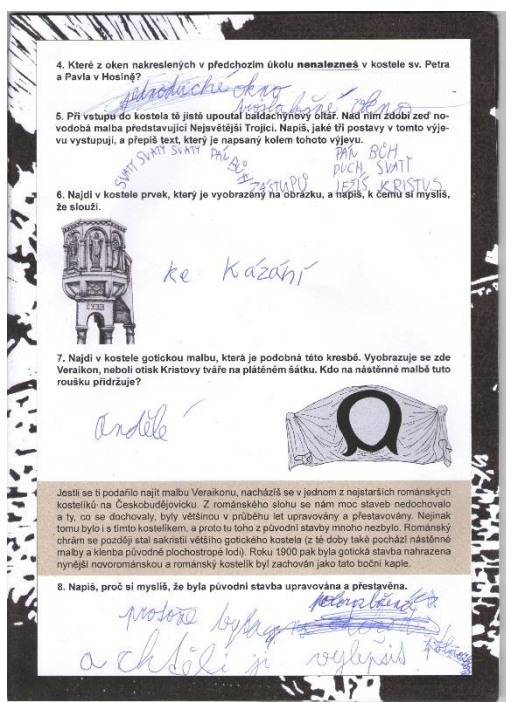 4. Které z oken nakreslených v předchozím úkolu nenalezneš v kostele sv. Petra
a Pavla v Hosíně?
jednoduché okno
okno
5. Při vstupu do kostela tě jistě upoutal baldachýnový oltář. Nad ním zdobí zeď no-
vodobá malba představující Nejsvětější Trojici. Napiš, jaké tři postavy v tomto výje-
vu vystupují, a přepiš text, který je napsaný kolem tohoto výjevu.
SVATÝ SVATÝ SVATÝ PÁN BŮH ZÁSTUPŮ
PÁN BŮH
DUCH SVATÝ
JEŽÍŠ KRISTUS
6. Najdi v kostele prvek, který je vyobrazený na obrázku, a napiš, k čemu si myslíš,
že slouží.
ke kázání
7. Najdi v kostele gotickou malbu, která je podobná této kresbě. Vyobrazuje se zde
Veraikon, neboli otisk Kristovy tváře na plátěném šátku. Kdo na nástěnné malbě tuto
roušku přidržuje?
andělé
Jestli se ti podařilo najít malbu Veraikonu, nacházíš se v jednom z nejstarších románských
kostelíků na Českobudějovicku. Z románského slohu se nám moc staveb nedochovalo
a ty, co se dochovaly, byly většinou v průběhu let upravovány a přestavovány. Nejinak
tomu bylo i s tímto kostelíkem, a proto tu toho z původní stavby mnoho nezbylo. Románský
chrám se později stal sakristií většího gotického kostela (z té doby také pochází nástěnné
malby a klenba původně plochostropé lodi). Roku 1900 pak byla gotická stavba nahrazena
nynější novorománskou a románský kostelík byl zachován jako tato boční kaple.
8. Napiš, proč si myslíš, že byla původní stavba upravována a přestavěna.
protože byla
a chtěli ji vylepšit